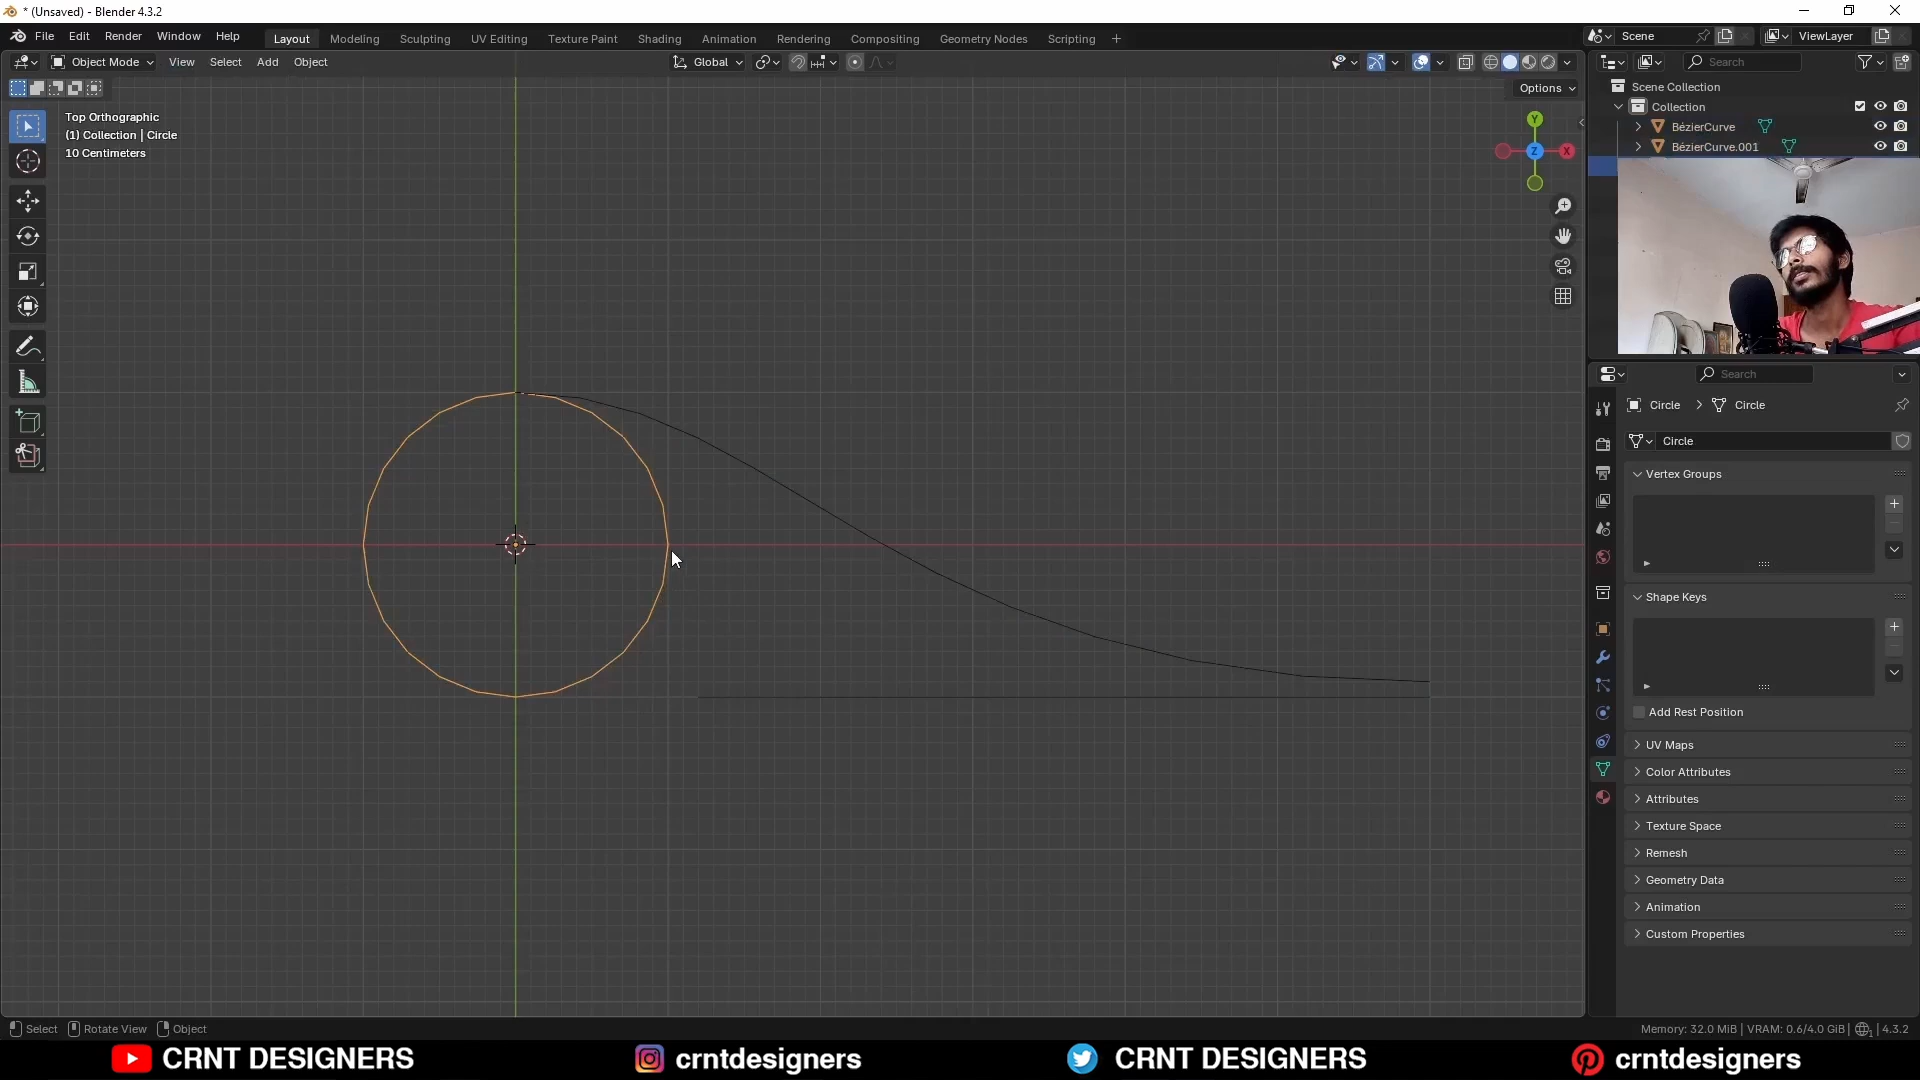 * (Unsaved) - Blender 4.3.2
File Edit Render Window Help
Layout Modeling Sculpting UV Editing Texture Paint Shading Animation Rendering Compositing Geometry Nodes Scripting +
Scene
ViewLayer
Object Mode View Select Add Object
Global
Search
Options
Top Orthographic
(1) Collection | Circle
10 Centimeters
Y
Z
X
Scene Collection
Collection
BézierCurve
BézierCurve.001
Search
Circle > Circle
Circle
Vertex Groups
Shape Keys
Add Rest Position
UV Maps
Color Attributes
Attributes
Texture Space
Remesh
Geometry Data
Animation
Custom Properties
Select Rotate View Object
Memory: 32.0 MiB | VRAM: 0.6/4.0 GiB | 4.3.2
CRNT DESIGNERS crntdesigners CRNT DESIGNERS crntdesigners